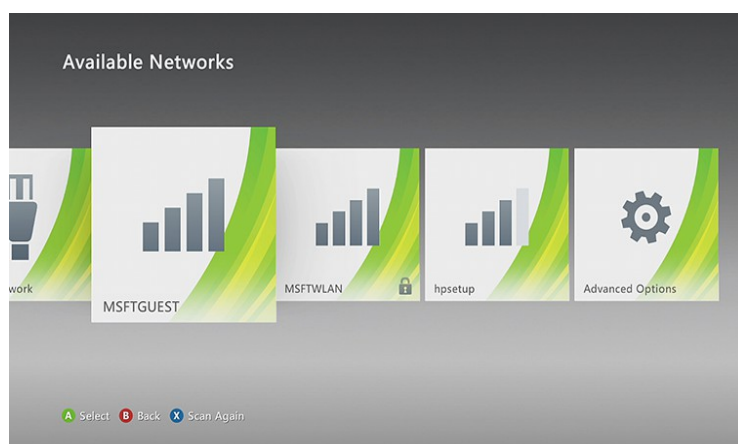 Available Networks
work
MSFTGUEST
MSFTWLAN
hpsetup
Advanced Options
A Select B Back X Scan Again